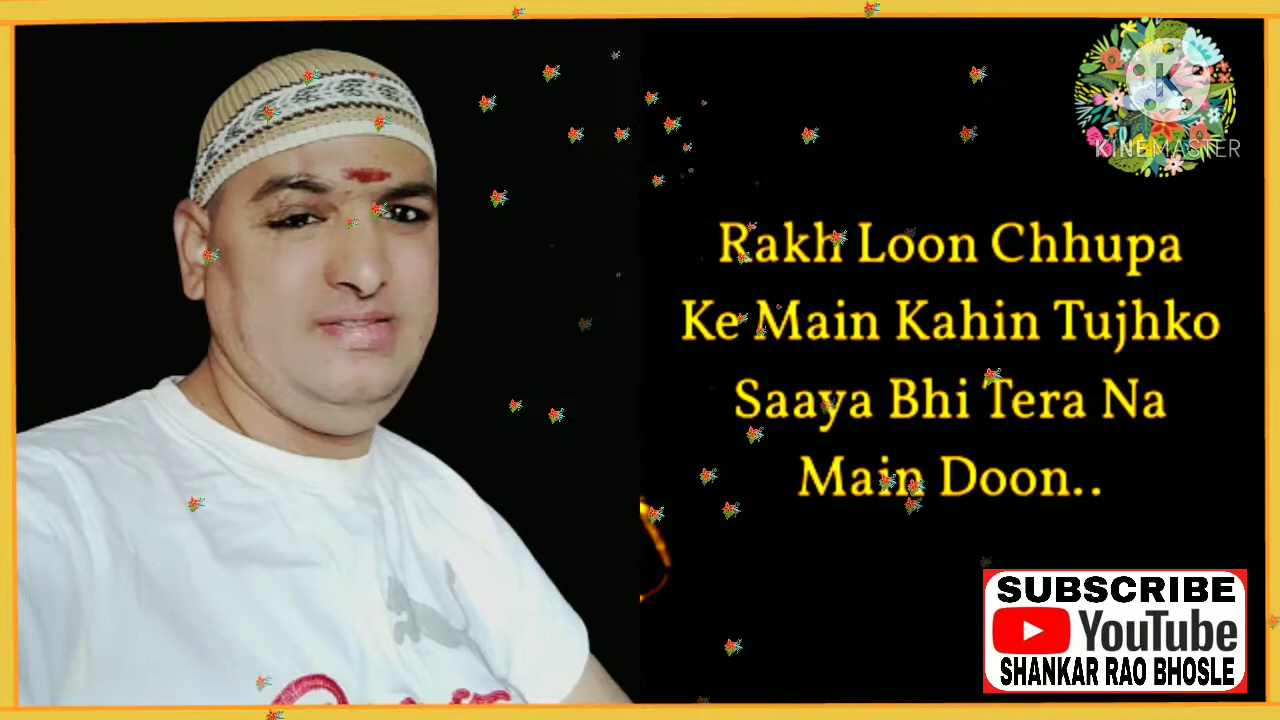 K
KINEMASTER
Rakh Loon Chhupa
Ke Main Kahin Tujhko
Saaya Bhi Tera Na
Main Doon..
SUBSCRIBE
YouTube
SHANKAR RAO BHOSLE